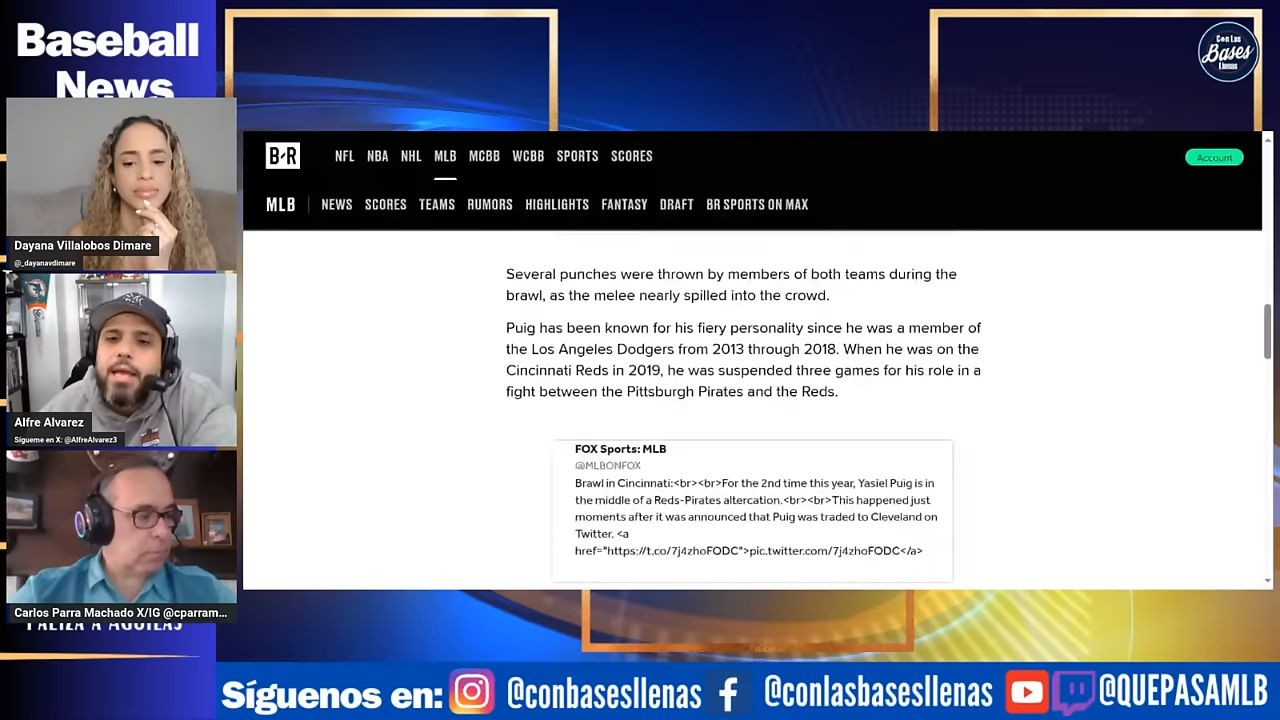 Baseball
News
Con Las
Bases
Llenas
Dayana Villalobos Dimare
@_dayanavdimare
Alfre Alvarez
Sígueme en X: @AlfreAlvarez3
Carlos Parra Machado X/IG @cparram...
PALIZA A AGUILAS
B·R
NFL NBA NHL MLB MCBB WCBB SPORTS SCORES
Account
MLB NEWS SCORES TEAMS RUMORS HIGHLIGHTS FANTASY DRAFT BR SPORTS ON MAX
Several punches were thrown by members of both teams during the
brawl, as the melee nearly spilled into the crowd.
Puig has been known for his fiery personality since he was a member of
the Los Angeles Dodgers from 2013 through 2018. When he was on the
Cincinnati Reds in 2019, he was suspended three games for his role in a
fight between the Pittsburgh Pirates and the Reds.
FOX Sports: MLB
@MLBONFOX
Brawl in Cincinnati:<br><br>For the 2nd time this year, Yasiel Puig is in
the middle of a Reds-Pirates altercation.<br><br>This happened just
moments after it was announced that Puig was traded to Cleveland on
Twitter. <a
href="https://t.co/7j4zhoFODC">pic.twitter.com/7j4zhoFODC</a>
Síguenos en: @conbasesllenas @conlasbasesllenas @QUEPASAMLB